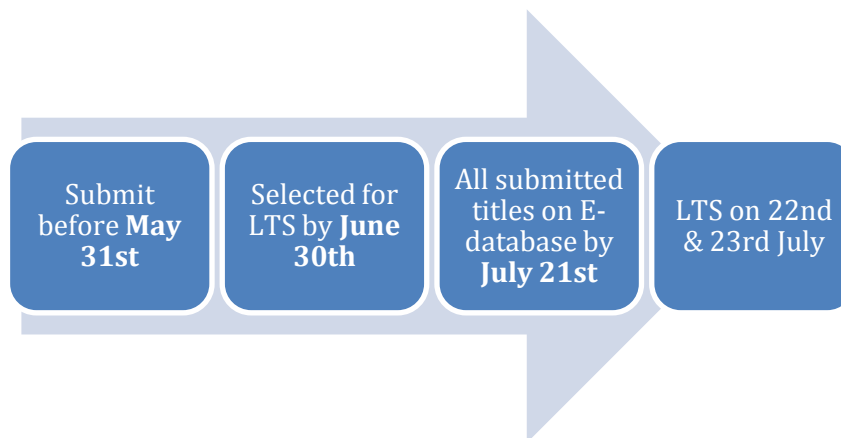 Submit
before May
31st
Selected for
LTS by June
30th
All submitted
titles on E-
database by
July 21st
LTS on 22nd
& 23rd July